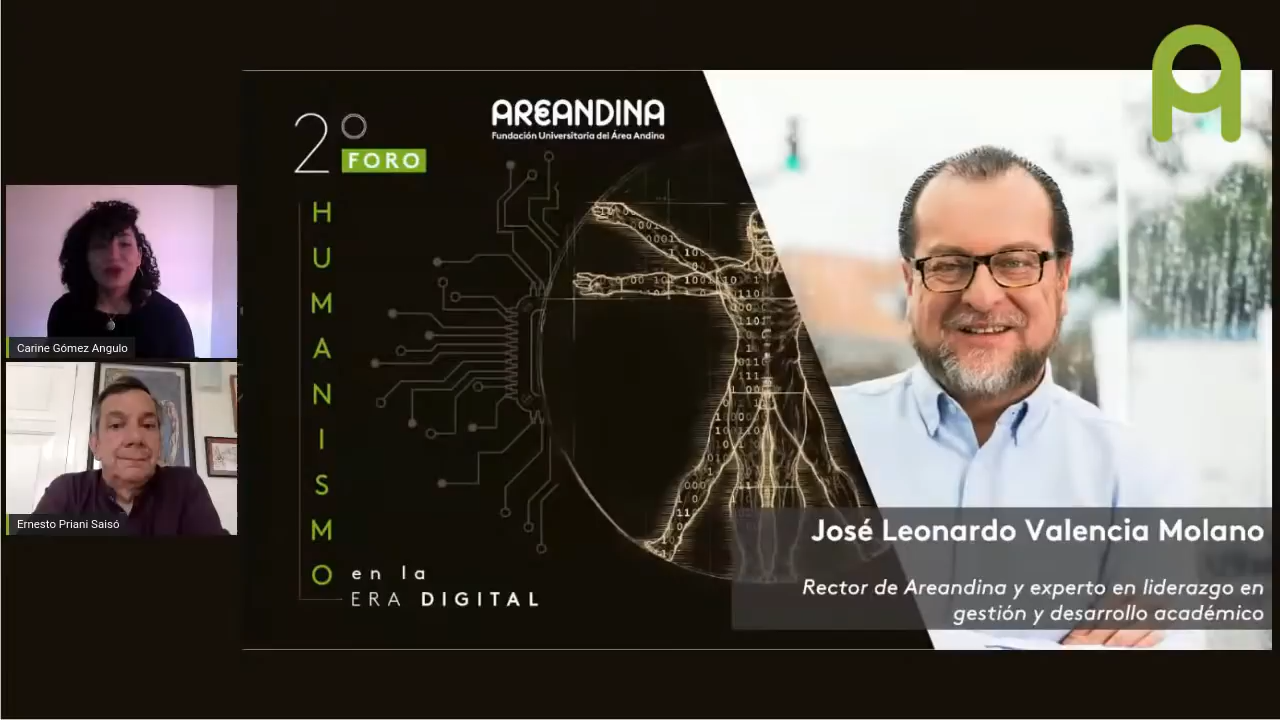 Carine Gómez Angulo
Ernesto Priani Saisó
2°
FORO
HUMANISMO
en la
ERA DIGITAL
AREANDINA
Fundación Universitaria del Área Andina
José Leonardo Valencia Molano
Rector de Areandina y experto en liderazgo en
gestión y desarrollo académico